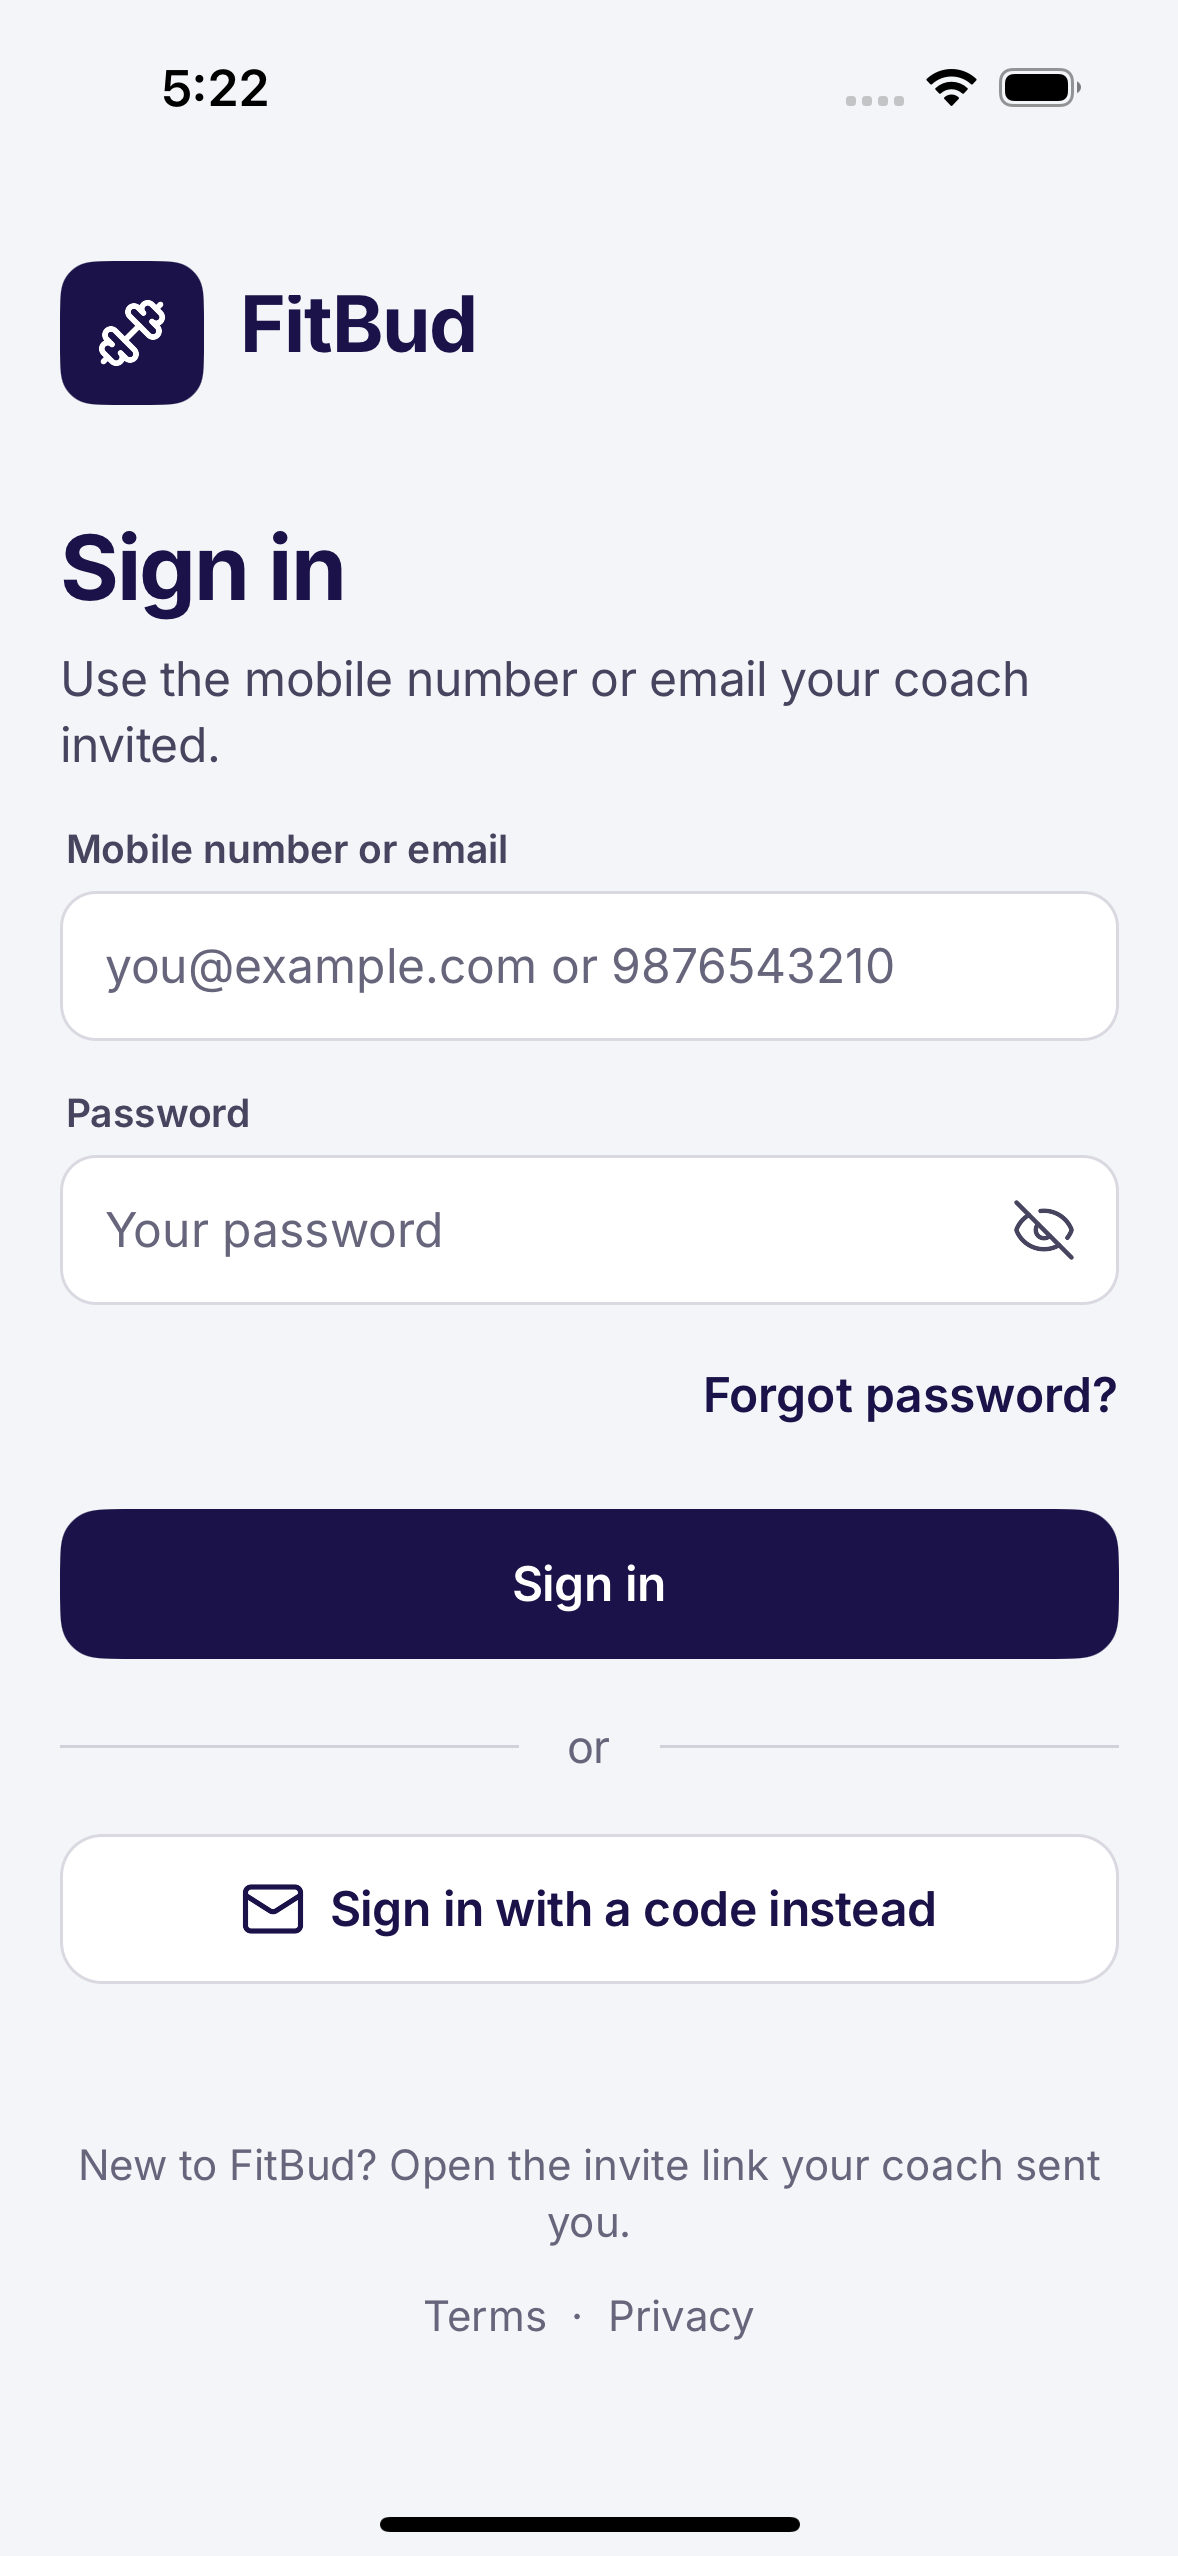 5:22
FitBud
Sign in
Use the mobile number or email your coach
invited.
Mobile number or email
you@example.com or 9876543210
Password
Your password
Forgot password?
Sign in
or
Sign in with a code instead
New to FitBud? Open the invite link your coach sent
you.
Terms · Privacy